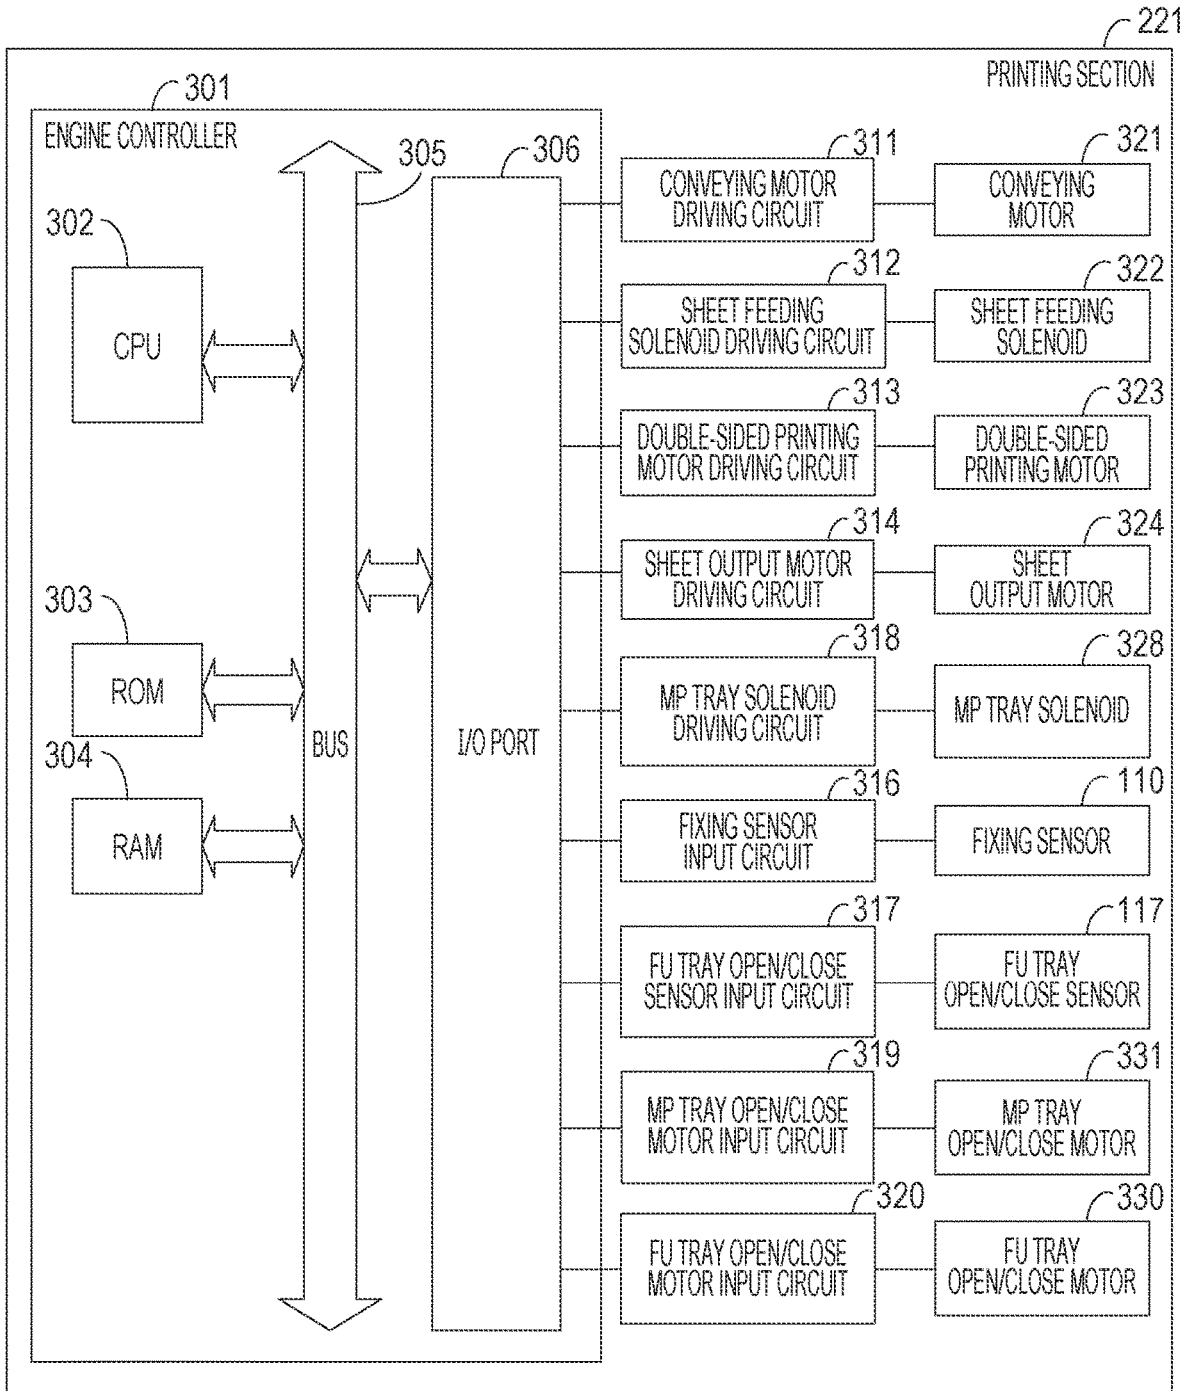 221
PRINTING SECTION
301
ENGINE CONTROLLER
305
306
302
CPU
303
ROM
304
RAM
BUS
I/O PORT
311
CONVEYING MOTOR
DRIVING CIRCUIT
321
CONVEYING
MOTOR
312
SHEET FEEDING
SOLENOID DRIVING CIRCUIT
322
SHEET FEEDING
SOLENOID
313
DOUBLE-SIDED PRINTING
MOTOR DRIVING CIRCUIT
323
DOUBLE-SIDED
PRINTING MOTOR
314
SHEET OUTPUT MOTOR
DRIVING CIRCUIT
324
SHEET
OUTPUT MOTOR
318
MP TRAY SOLENOID
DRIVING CIRCUIT
328
MP TRAY SOLENOID
316
FIXING SENSOR
INPUT CIRCUIT
110
FIXING SENSOR
317
FU TRAY OPEN/CLOSE
SENSOR INPUT CIRCUIT
117
FU TRAY
OPEN/CLOSE SENSOR
319
MP TRAY OPEN/CLOSE
MOTOR INPUT CIRCUIT
331
MP TRAY
OPEN/CLOSE MOTOR
320
FU TRAY OPEN/CLOSE
MOTOR INPUT CIRCUIT
330
FU TRAY
OPEN/CLOSE MOTOR